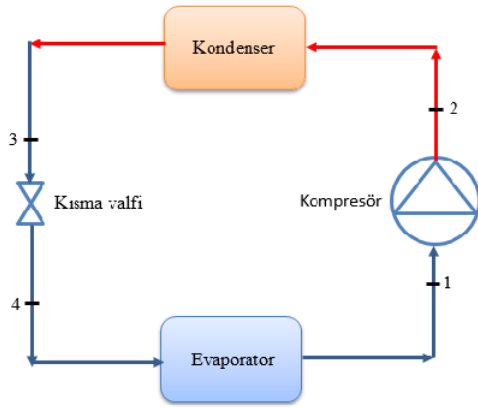 Kondenser
2
3
Kompresör
Kısma valfi
1
4
Evaporator